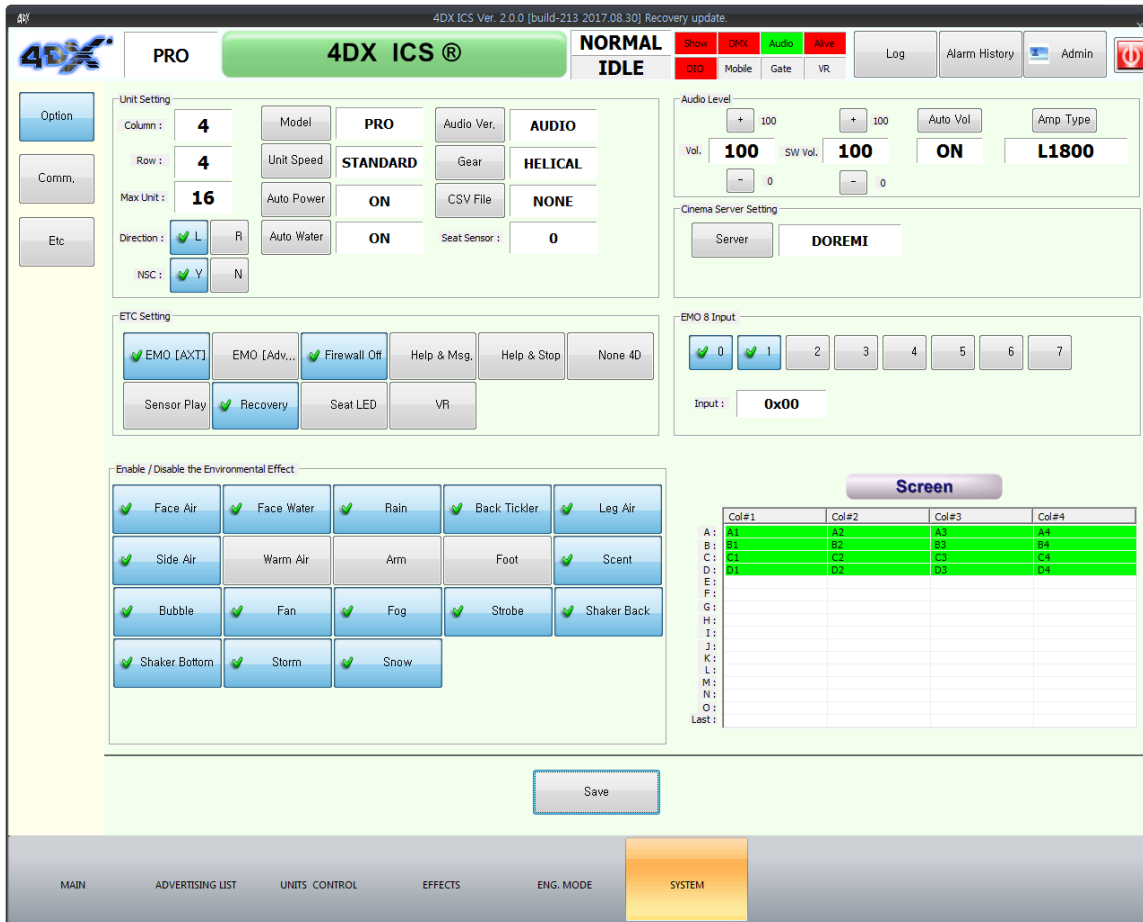 4DX
4DX ICS Ver. 2.0.0 [build-213 2017.08.30] Recovery update.
4DX
PRO
4DX ICS ®
NORMAL
IDLE
Show DMX Audio Alive
DIO Mobile Gate VR
Log
Alarm History
Admin
Option
Comm,
Etc
Unit Setting
Column : 4 Model PRO Audio Ver, AUDIO
Row : 4 Unit Speed STANDARD Gear HELICAL
Max Unit : 16 Auto Power ON CSV File NONE
Direction : L R Auto Water ON Seat Sensor : 0
NSC : Y N
Audio Level
+ 100 + 100 Auto Vol Amp Type
Vol. 100 SW Vol. 100 ON L1800
- 0 - 0
Cinema Server Setting
Server DOREMI
ETC Setting
EMO [AXT] EMO [Adv,,, Firewall Off Help & Msg, Help & Stop None 4D
Sensor Play Recovery Seat LED VR
EMO 8 Input
0 1 2 3 4 5 6 7
Input : 0x00
Enable / Disable the Environmental Effect
Face Air Face Water Rain Back Tickler Leg Air
Side Air Warm Air Arm Foot Scent
Bubble Fan Fog Strobe Shaker Back
Shaker Bottom Storm Snow
Screen
Col#1 Col#2 Col#3 Col#4
A : A1 A2 A3 A4
B : B1 B2 B3 B4
C : C1 C2 C3 C4
D : D1 D2 D3 D4
E :
F :
G :
H :
I :
J :
K :
L :
M :
N :
O :
Last :
Save
MAIN ADVERTISING LIST UNITS CONTROL EFFECTS ENG. MODE SYSTEM